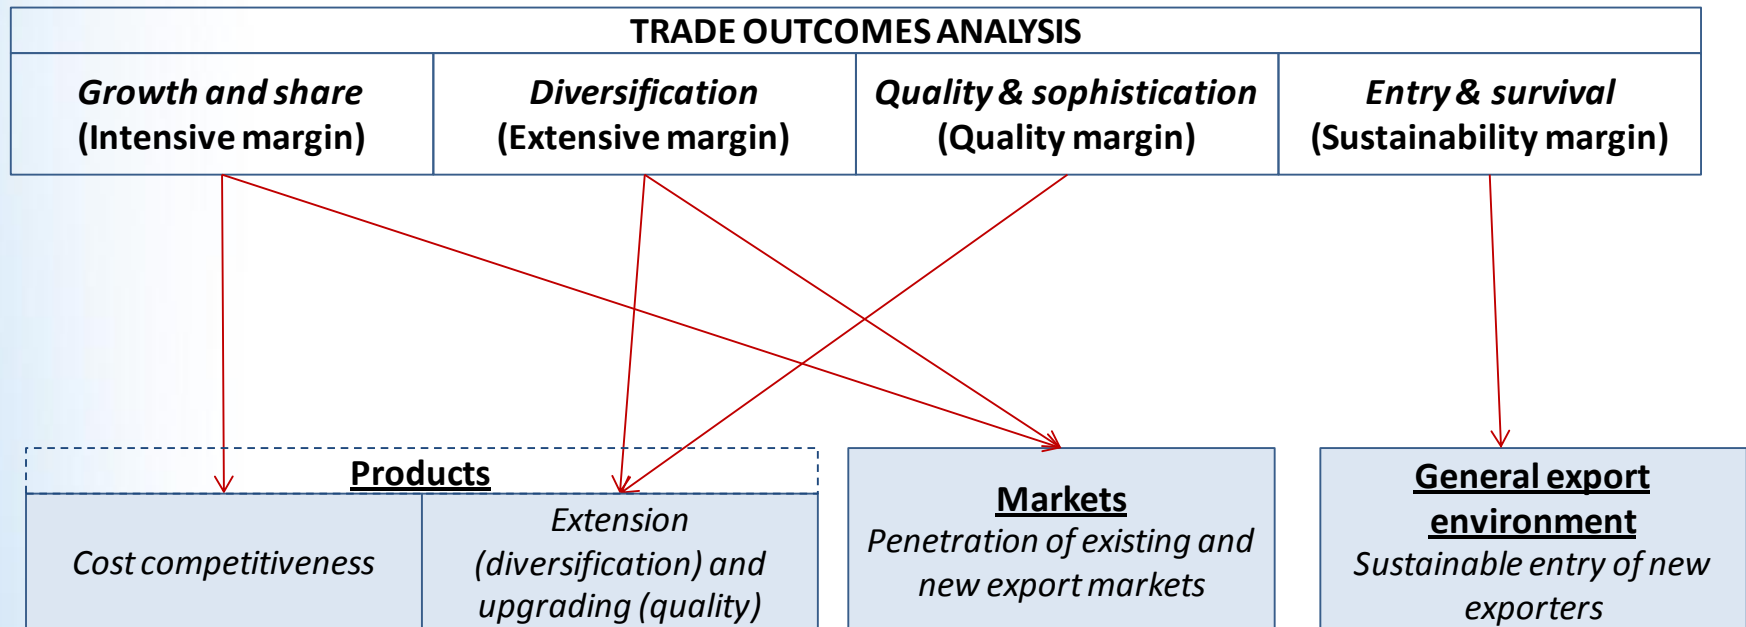 TRADE OUTCOMES ANALYSIS
Growth and share
(Intensive margin)
Diversification
(Extensive margin)
Quality & sophistication
(Quality margin)
Entry & survival
(Sustainability margin)
Products
Cost competitiveness
Extension
(diversification) and
upgrading (quality)
Markets
Penetration of existing and
new export markets
General export
environment
Sustainable entry of new
exporters